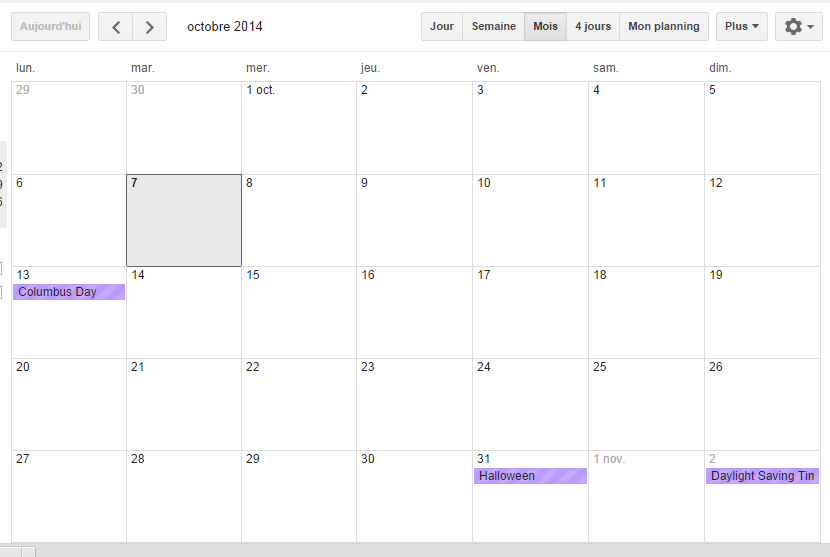 Aujourd'hui octobre 2014 Jour Semaine Mois 4 jours Mon planning Plus
lun. mar. mer. jeu. ven. sam. dim.
29 30 1 oct. 2 3 4 5
6 7 8 9 10 11 12
13 14 15 16 17 18 19
Columbus Day
20 21 22 23 24 25 26
27 28 29 30 31 1 nov. 2
Halloween Daylight Saving Tim